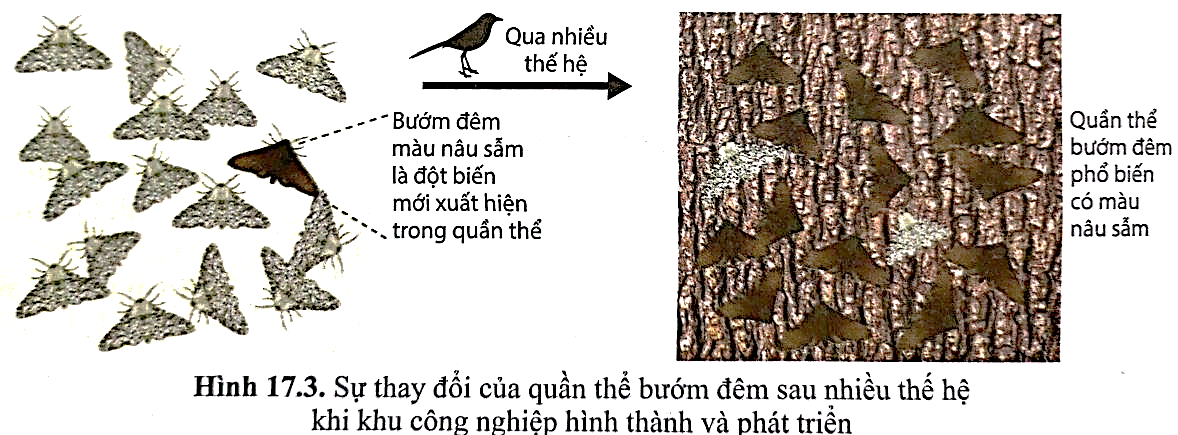 Qua nhiều
thế hệ
Bướm đêm
màu nâu sẫm
là đột biến
mới xuất hiện
trong quần thể
Quần thể
bướm đêm
phổ biến
có màu
nâu sẫm
Hình 17.3. Sự thay đổi của quần thể bướm đêm sau nhiều thế hệ
khi khu công nghiệp hình thành và phát triển